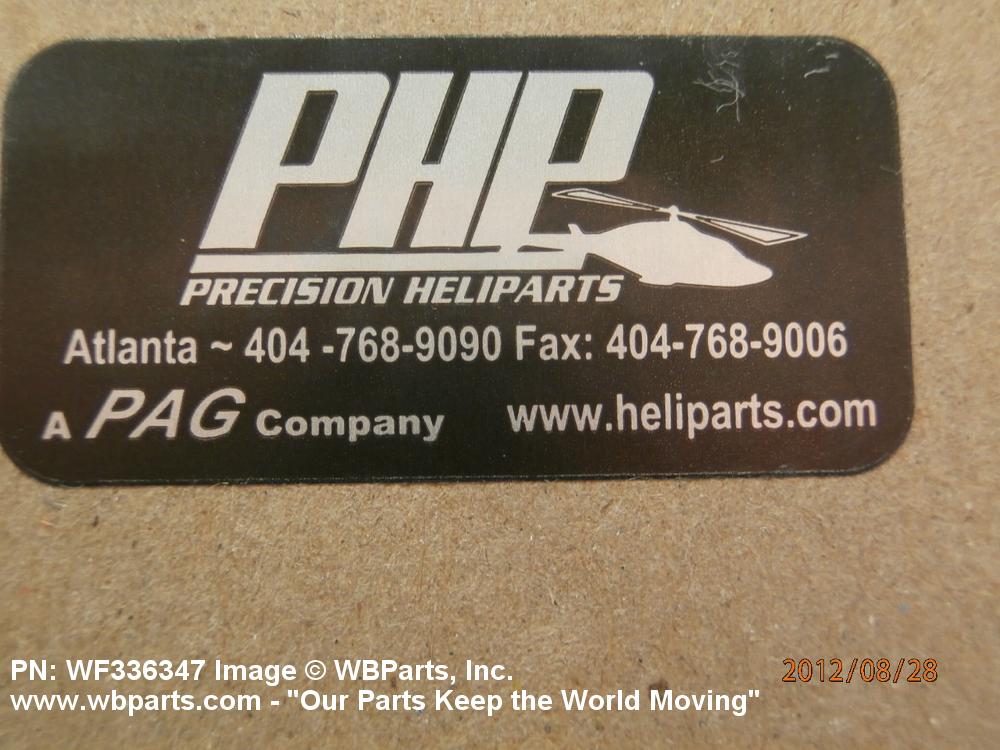 PHP
PRECISION HELIPARTS
Atlanta ~ 404 -768-9090 Fax: 404-768-9006
A PAG Company www.heliparts.com
PN: WF336347 Image © WBParts, Inc.
2012/08/28
www.wbparts.com - "Our Parts Keep the World Moving"